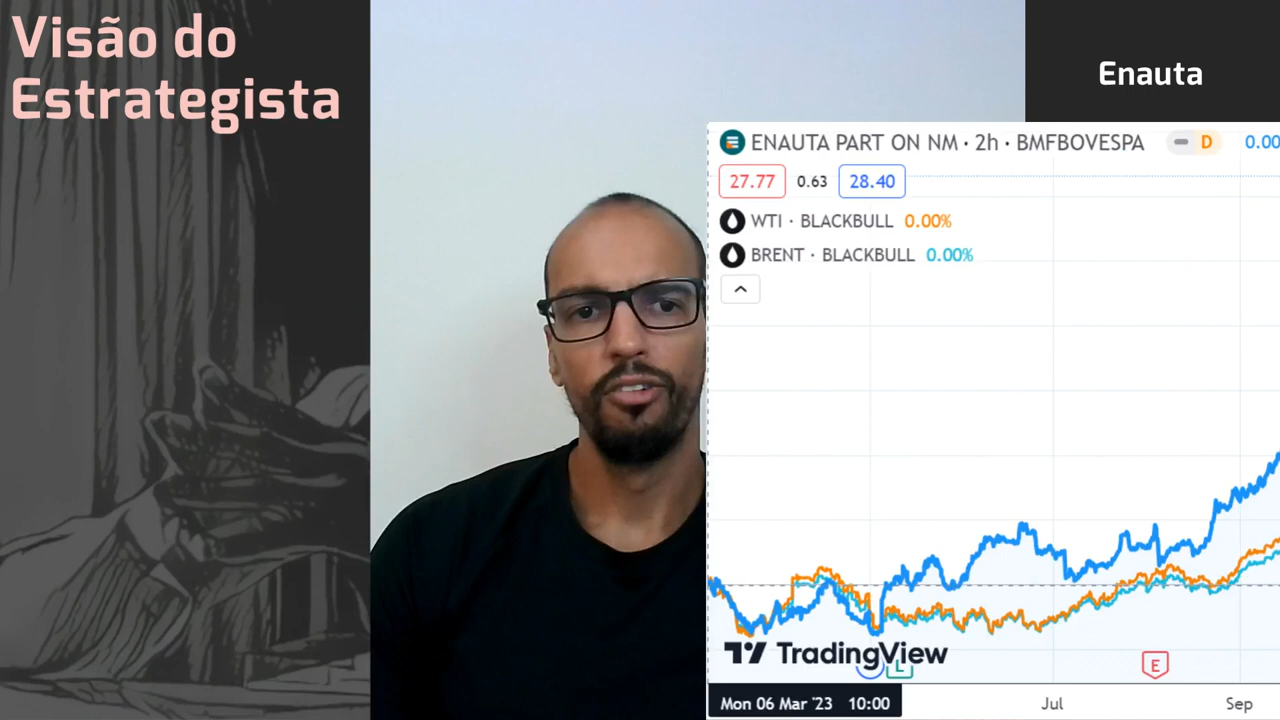 Visão do
Estrategista
Enauta
ENAUTA PART ON NM · 2h · BMFBOVESPA
D
0.00
27.77
0.63
28.40
WTI · BLACKBULL 0.00%
BRENT · BLACKBULL 0.00%
TradingView
L
E
Mon 06 Mar '23 10:00
Jul
Sep